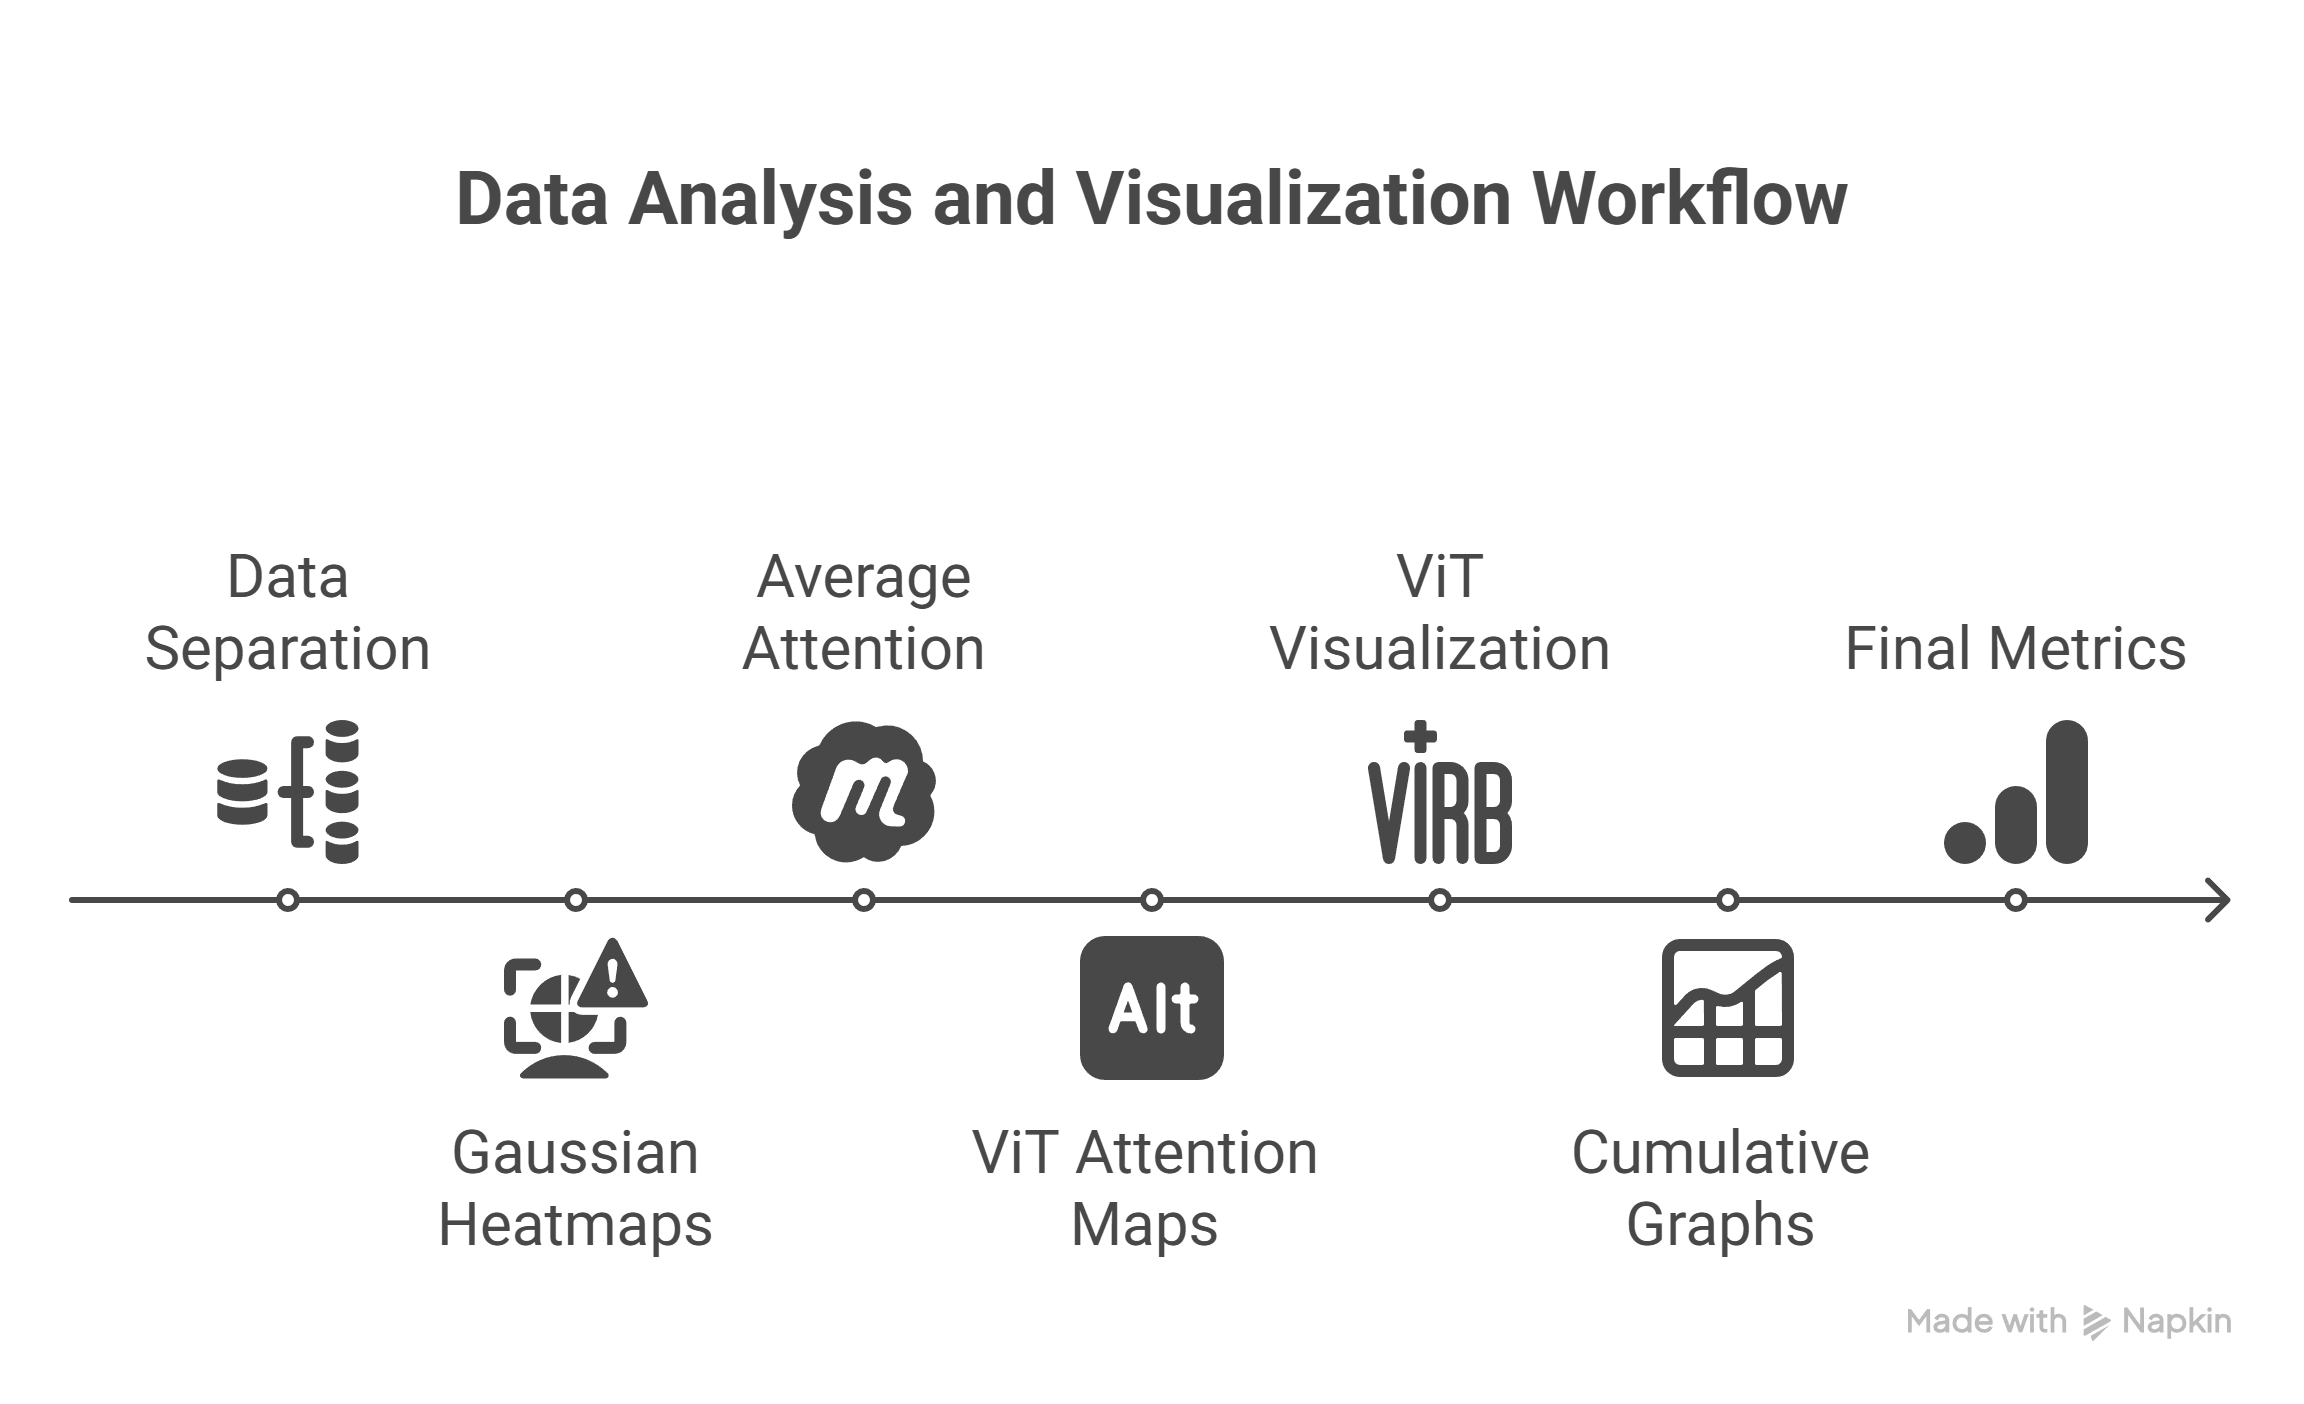 Data Analysis and Visualization Workflow
Data
Separation
Average
Attention
ViT
Visualization
Final Metrics
m
VIRB
Alt
Gaussian
Heatmaps
ViT Attention
Maps
Cumulative
Graphs
Made with Napkin